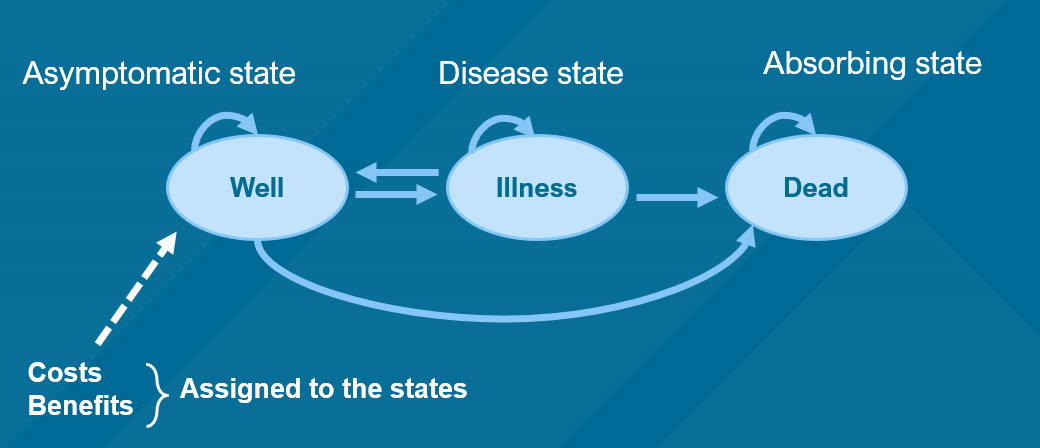 Asymptomatic state
Disease state
Absorbing state
Well
Illness
Dead
Costs
Benefits
Assigned to the states